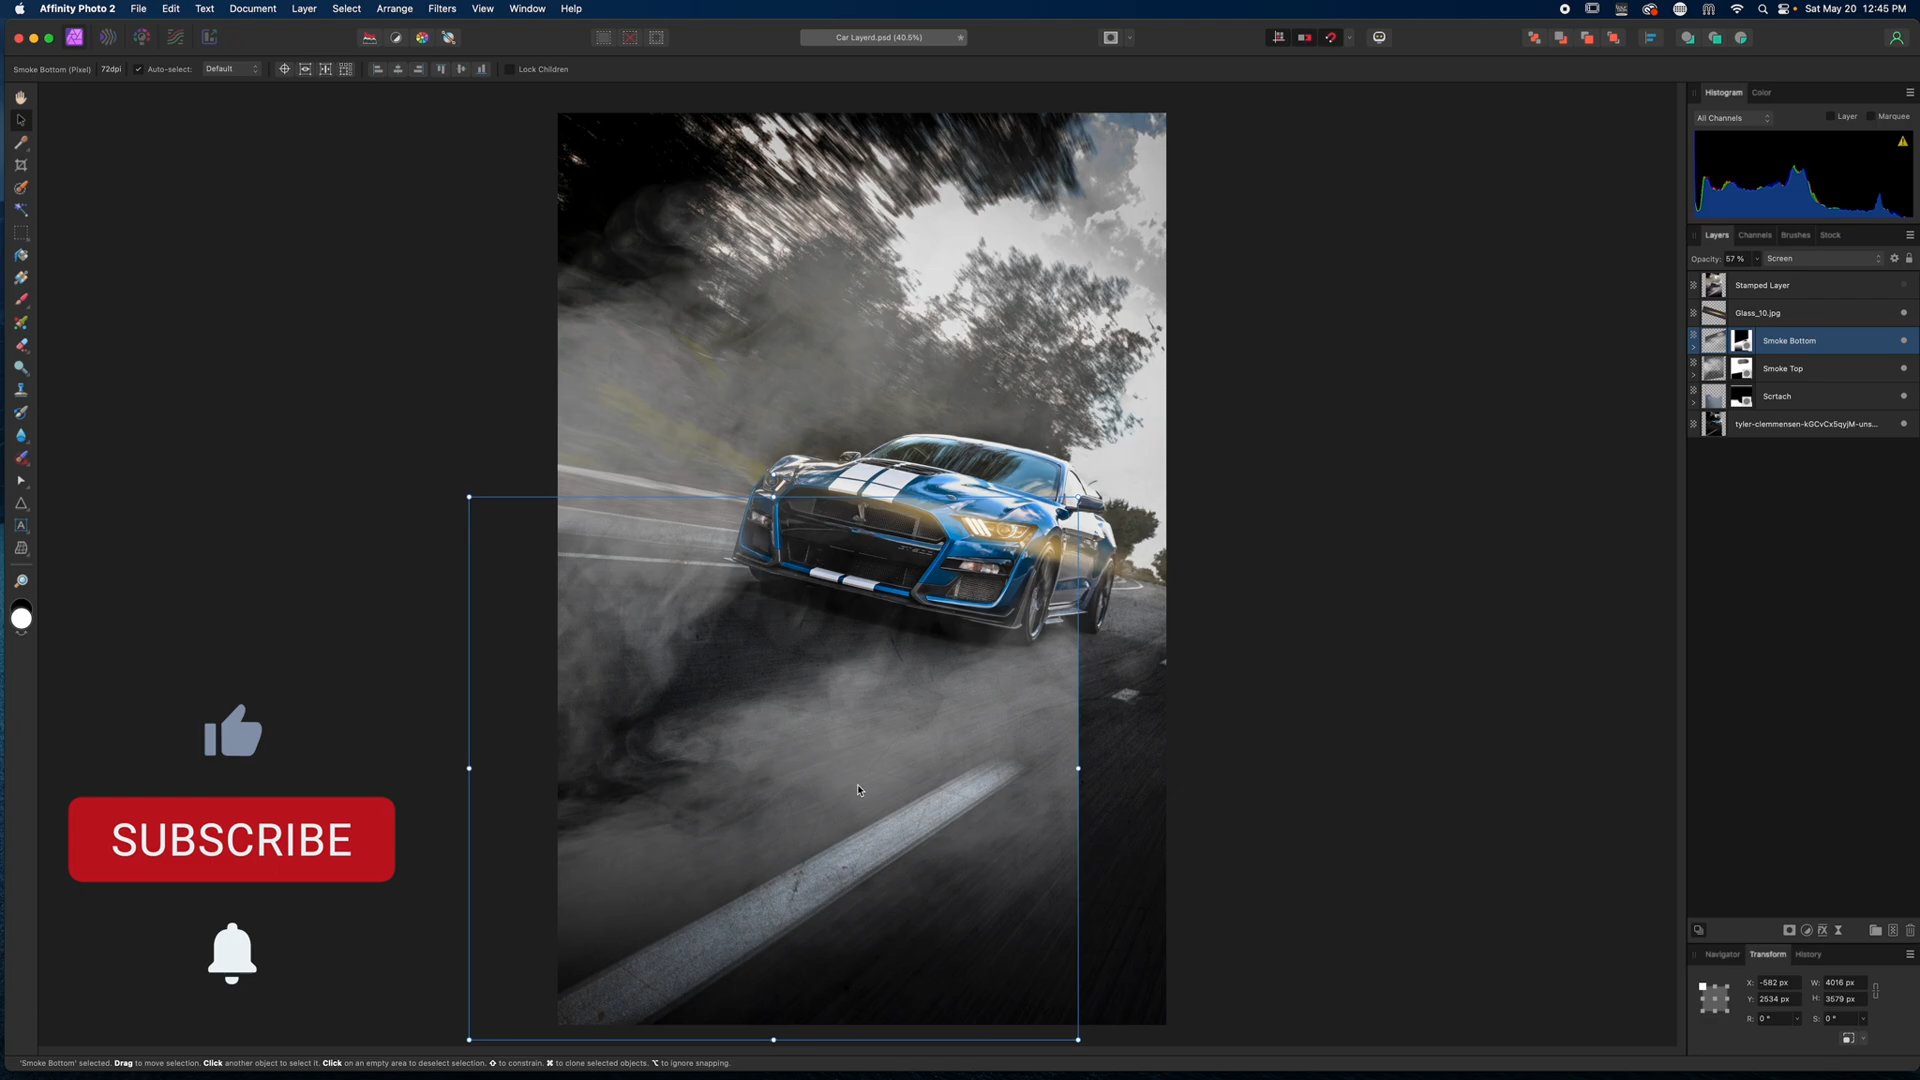 Affinity Photo 2 File Edit Text Document Layer Select Arrange Filters View Window Help Sat May 20 12:45 PM
Car Layerd.psd (40.5%)
Smoke Bottom (Pixel) 72dpi Auto-select: Default Lock Children
Histogram Color
All Channels Layer Marquee
Layers Channels Brushes Stock
Opacity: 57 % Screen
Stamped Layer
Glass_10.jpg
Smoke Bottom
Smoke Top
Scrtach
tyler-clemmensen-kGCvCx5qyjM-uns...
SUBSCRIBE
Navigator Transform History
X: -582 px W: 4016 px
Y: 2534 px H: 3579 px
R: 0 ° S: 0 °
'Smoke Bottom' selected. Drag to move selection. Click another object to select it. Click on an empty area to deselect selection. ⇧ to constrain. ⌘ to clone selected objects. ⌥ to ignore snapping.